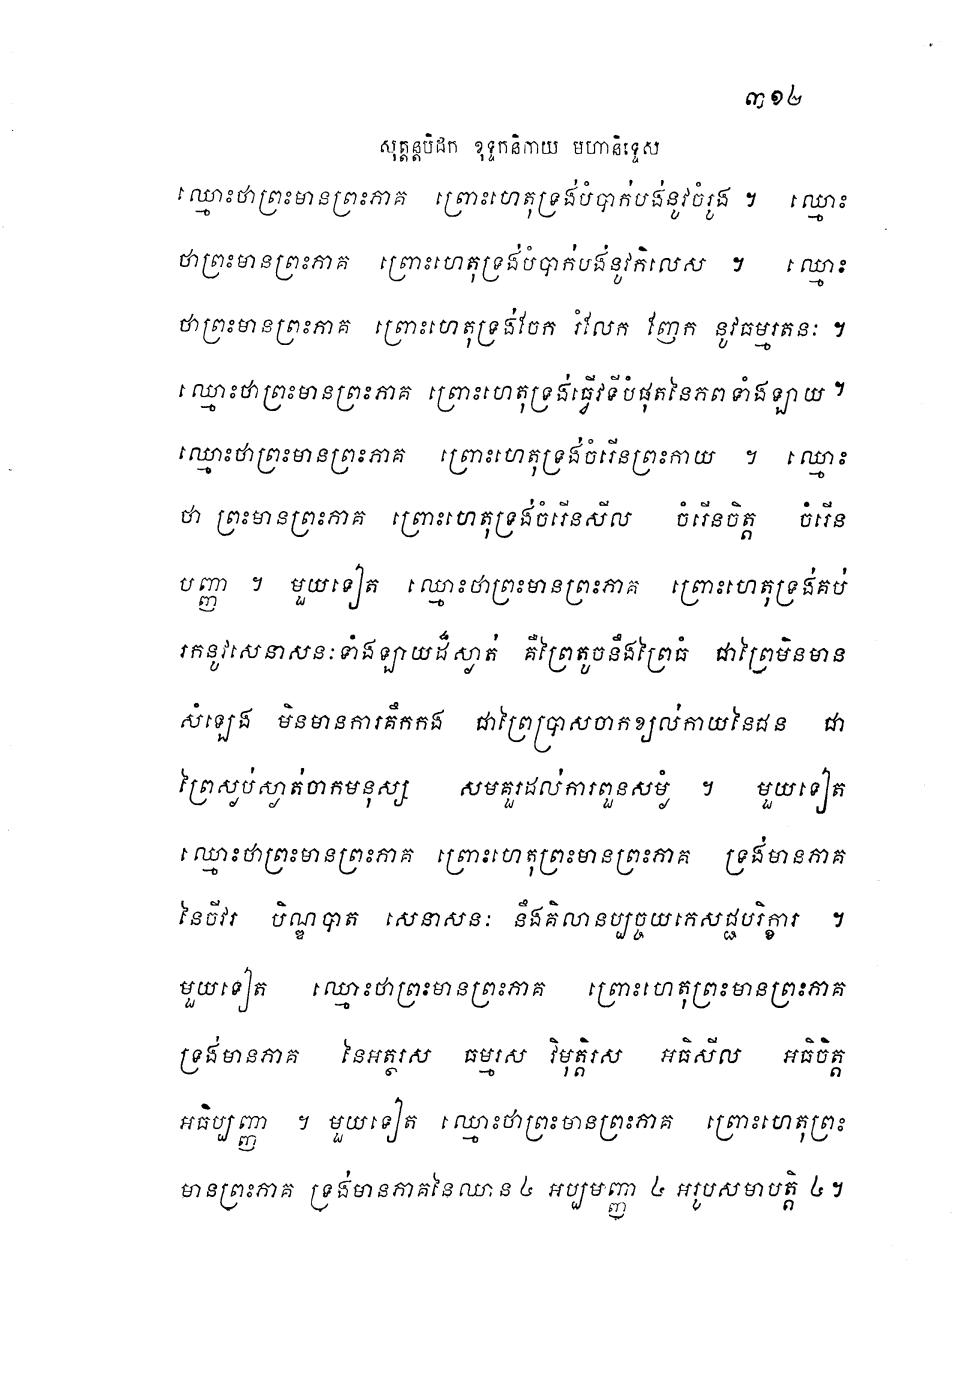 ៣១២
សុត្តន្តបិដក ខុទ្ទកនិកាយ មហានិទ្ទេស
ឈ្មោះថាព្រះមានព្រះភាគ ព្រោះហេតុទ្រង់បំបាក់បង់នូវចំរូង ។ ឈ្មោះ
ថាព្រះមានព្រះភាគ ព្រោះហេតុទ្រង់បំបាក់បង់នូវកិលេស ។ ឈ្មោះ
ថាព្រះមានព្រះភាគ ព្រោះហេតុទ្រង់ចែក រំលែក ញែក នូវធម្មរតនៈ ។
ឈ្មោះថាព្រះមានព្រះភាគ ព្រោះហេតុទ្រង់ធ្វើវទីបំផុតនៃភពទាំងឡាយ ។
ឈ្មោះថាព្រះមានព្រះភាគ ព្រោះហេតុទ្រង់ចំរើនព្រះកាយ ។ ឈ្មោះ
ថា ព្រះមានព្រះភាគ ព្រោះហេតុទ្រង់ចំរើនសីល ចំរើនចិត្ត ចំរើន
បញ្ញា ។ មួយទៀត ឈ្មោះថាព្រះមានព្រះភាគ ព្រោះហេតុទ្រង់គប់
រកនូវសេនាសនៈទាំងឡាយដ៏ស្ងាត់ គឺព្រៃតូចនឹងព្រៃធំ ជាព្រៃមិនមាន
សំឡេង មិនមានការគឹកកង ជាព្រៃប្រាសចាកខ្យល់កាយនៃជន ជា
ព្រៃស្ងប់ស្ងាត់ចាកមនុស្ស សមគួរដល់ការពួនសម្ងំ ។ មួយទៀត
ឈ្មោះថាព្រះមានព្រះភាគ ព្រោះហេតុព្រះមានព្រះភាគ ទ្រង់មានភាគ
នៃចីវរ បិណ្ឌបាត សេនាសនៈ នឹងគិលានប្បច្ចយភេសជ្ជបរិក្ខារ ។
មួយទៀត ឈ្មោះថាព្រះមានព្រះភាគ ព្រោះហេតុព្រះមានព្រះភាគ
ទ្រង់មានភាគ នៃអត្ថរស ធម្មរស វិមុត្តិរស អធិសីល អធិចិត្ត
អធិប្បញ្ញា ។ មួយទៀត ឈ្មោះថាព្រះមានព្រះភាគ ព្រោះហេតុព្រះ
មានព្រះភាគ ទ្រង់មានភាគនៃឈាន ៤ អប្បមញ្ញា ៤ អរូបសមាបត្តិ ៤ ។